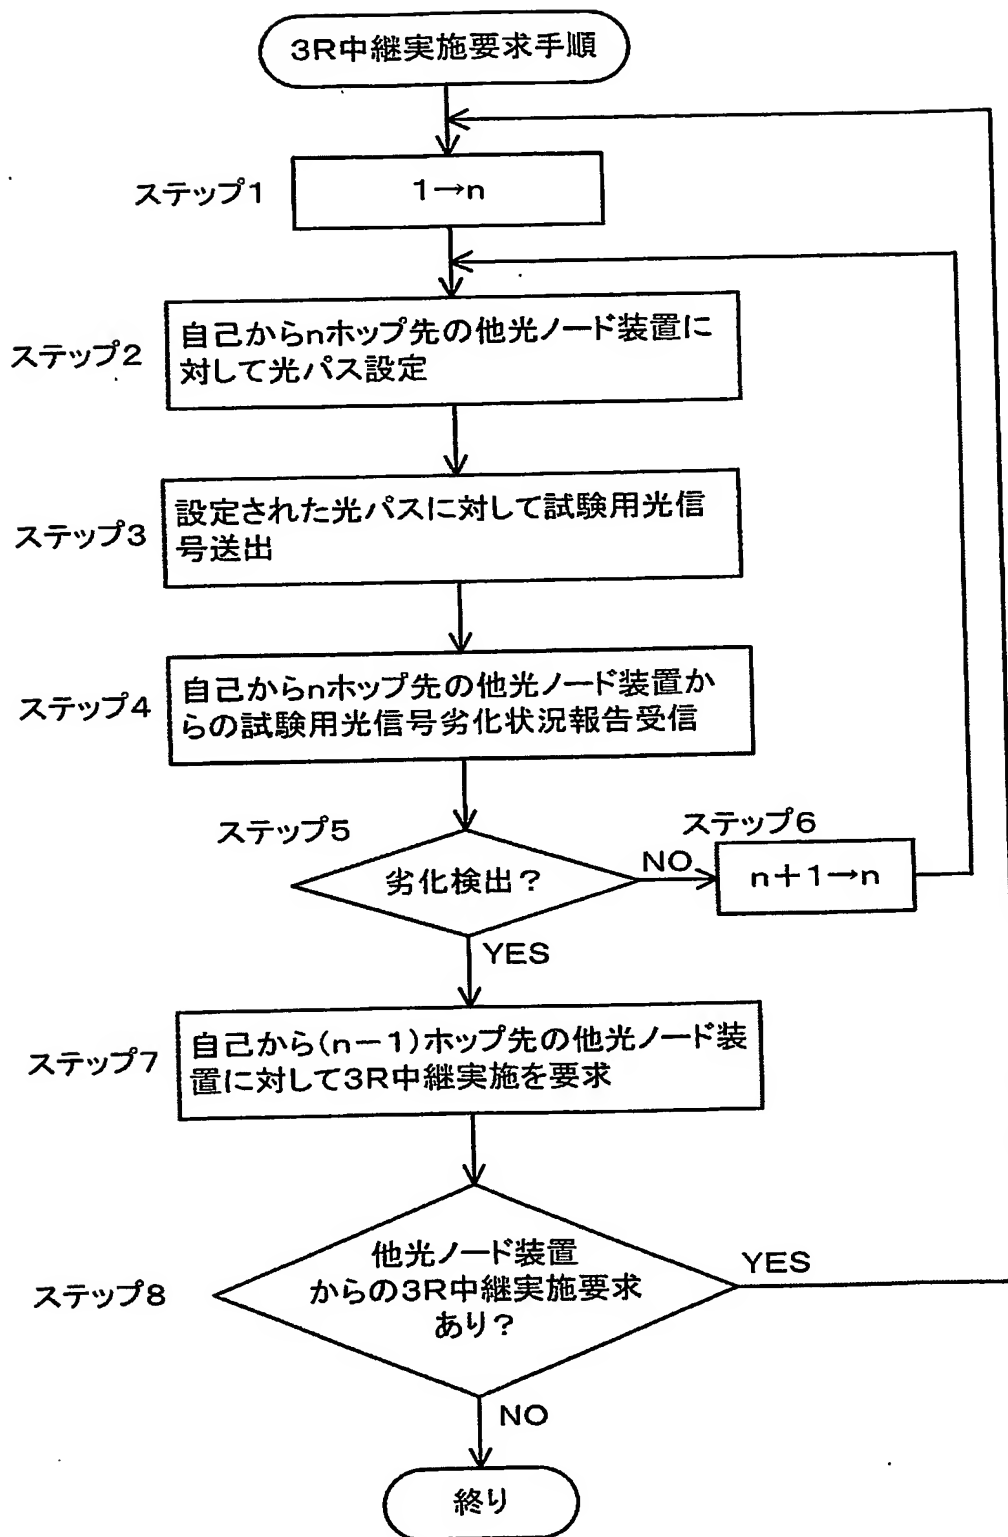 3R中継実施要求手順
ステップ1
1→n
ステップ2
自己からnホップ先の他光ノード装置に
対して光パス設定
ステップ3
設定された光パスに対して試験用光信
号送出
ステップ4
自己からnホップ先の他光ノード装置か
らの試験用光信号劣化状況報告受信
ステップ5
劣化検出?
NO
ステップ6
n+1→n
YES
ステップ7
自己から(n-1)ホップ先の他光ノード装
置に対して3R中継実施を要求
ステップ8
他光ノード装置
からの3R中継実施要求
あり?
YES
NO
終り